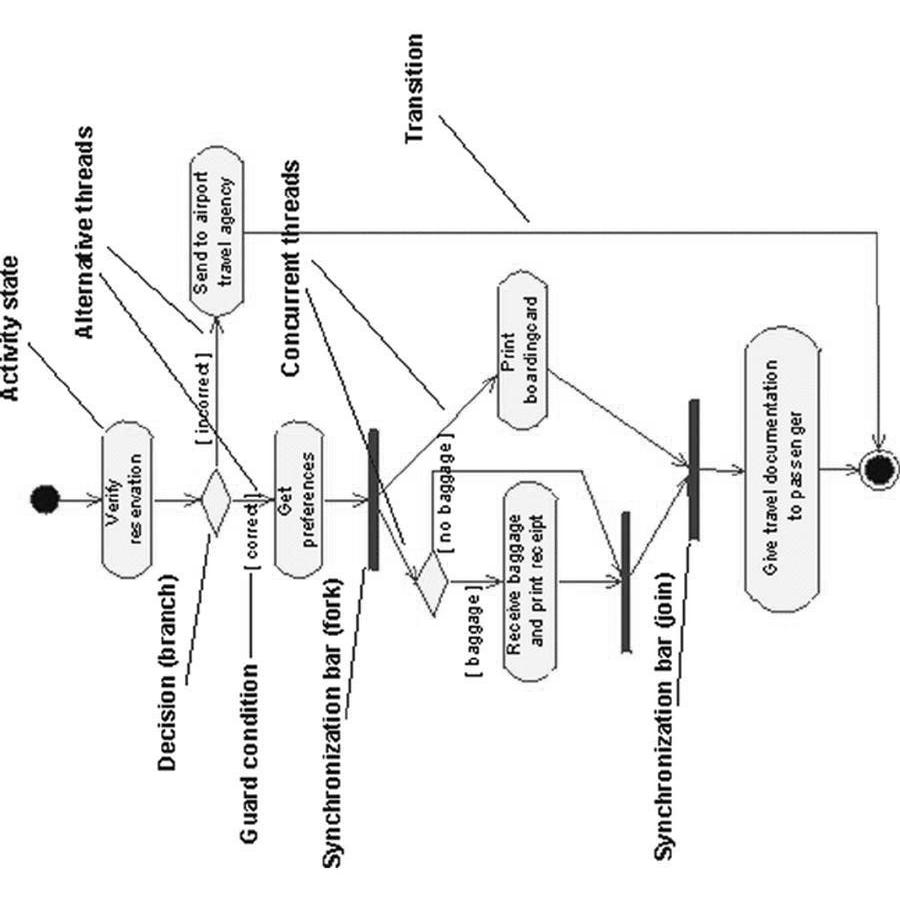 Activity state
Alternative threads
Transition
Verify
reservation
Send to airport
travel agency
[ incorrect ]
Concurrent threads
Decision (branch)
[ correct ]
Guard condition
Get
preferences
Synchronization bar (fork)
[ no baggage ]
Print
boardingcard
[ baggage ]
Receive baggage
and print receipt
Synchronization bar (join)
Give travel documentation
to passenger